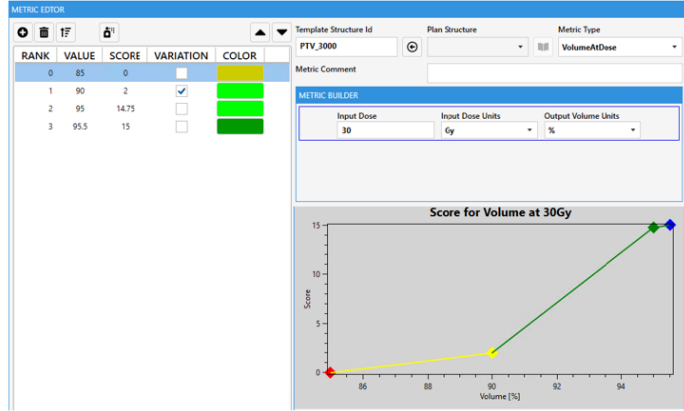 METRIC EDTOR
RANK VALUE SCORE VARIATION COLOR
0 85 0
1 90 2
2 95 14.75
3 95.5 15
Template Structure Id Plan Structure Metric Type
PTV_3000 VolumeAtDose
Metric Comment
METRIC BUILDER
Input Dose Input Dose Units Output Volume Units
30 Gy %
Score for Volume at 30Gy
15
10
5
0
Score
86 88 90 92 94
Volume [%]